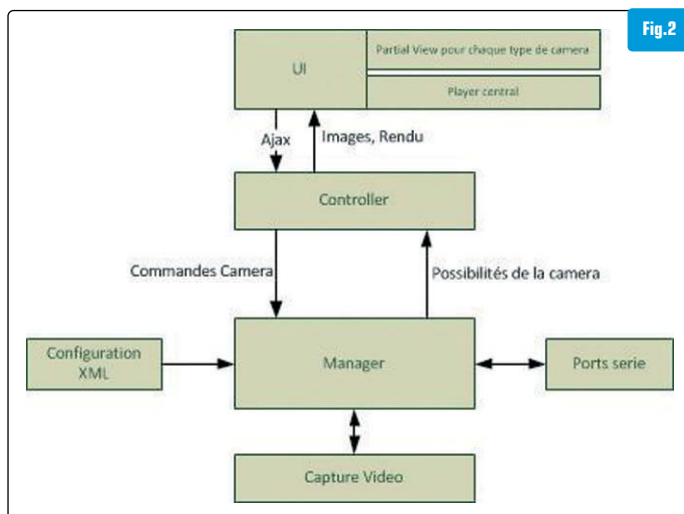 Fig.2
UI
Partial View pour chaque type de camera
Player central
Ajax
Images, Rendu
Controller
Commandes Camera
Possibilités de la camera
Configuration
XML
Manager
Ports serie
Capture Video